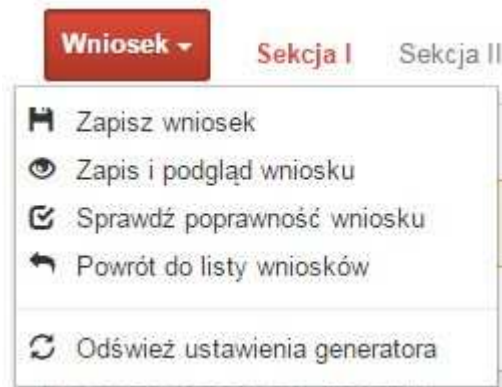 Wniosek Sekcja I Sekcja II
Zapisz wniosek
Zapis i podgląd wniosku
Sprawdź poprawność wniosku
Powrót do listy wniosków
Odśwież ustawienia generatora